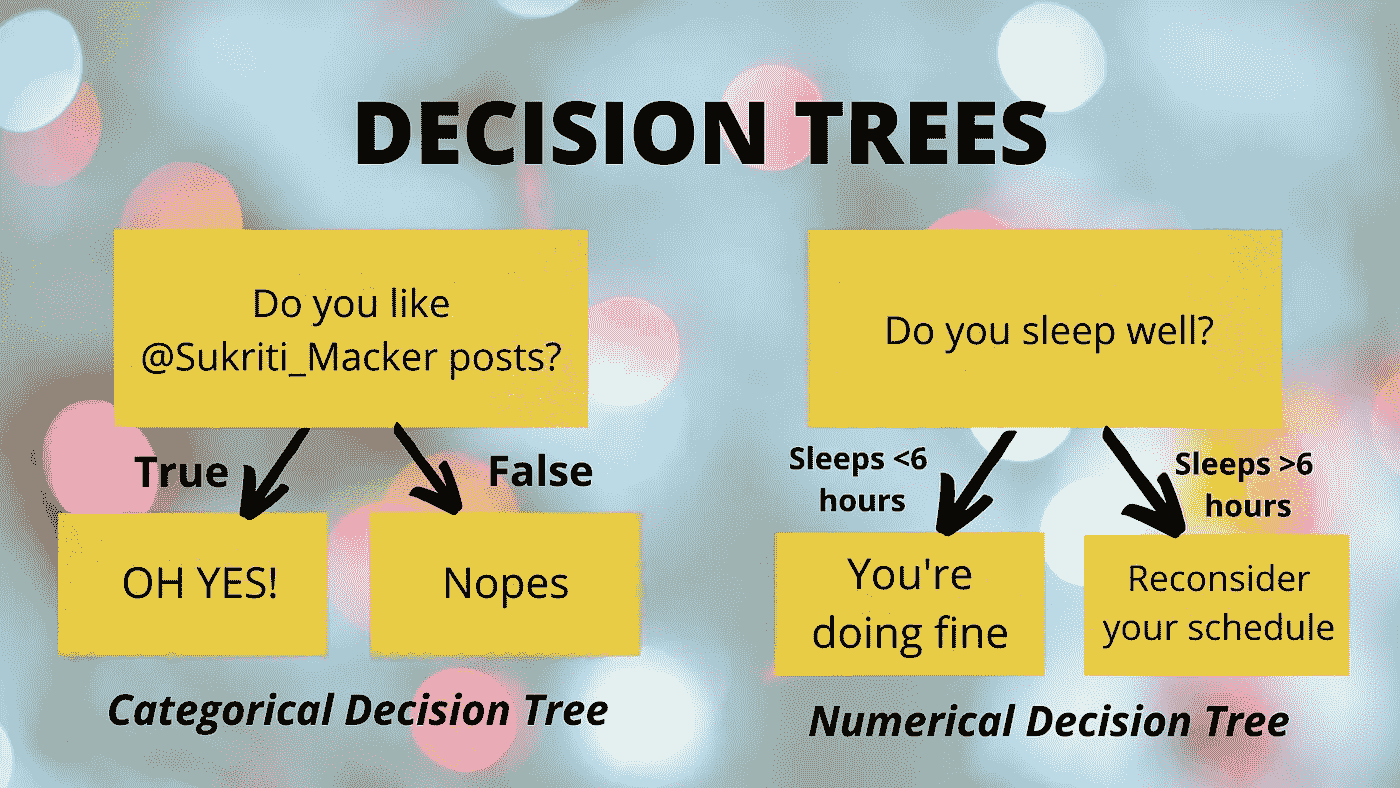 DECISION TREES
Do you like
@Sukriti_Macker posts?
True
False
OH YES!
Nopes
Categorical Decision Tree
Do you sleep well?
Sleeps <6
hours
Sleeps >6
hours
You're
doing fine
Reconsider
your schedule
Numerical Decision Tree